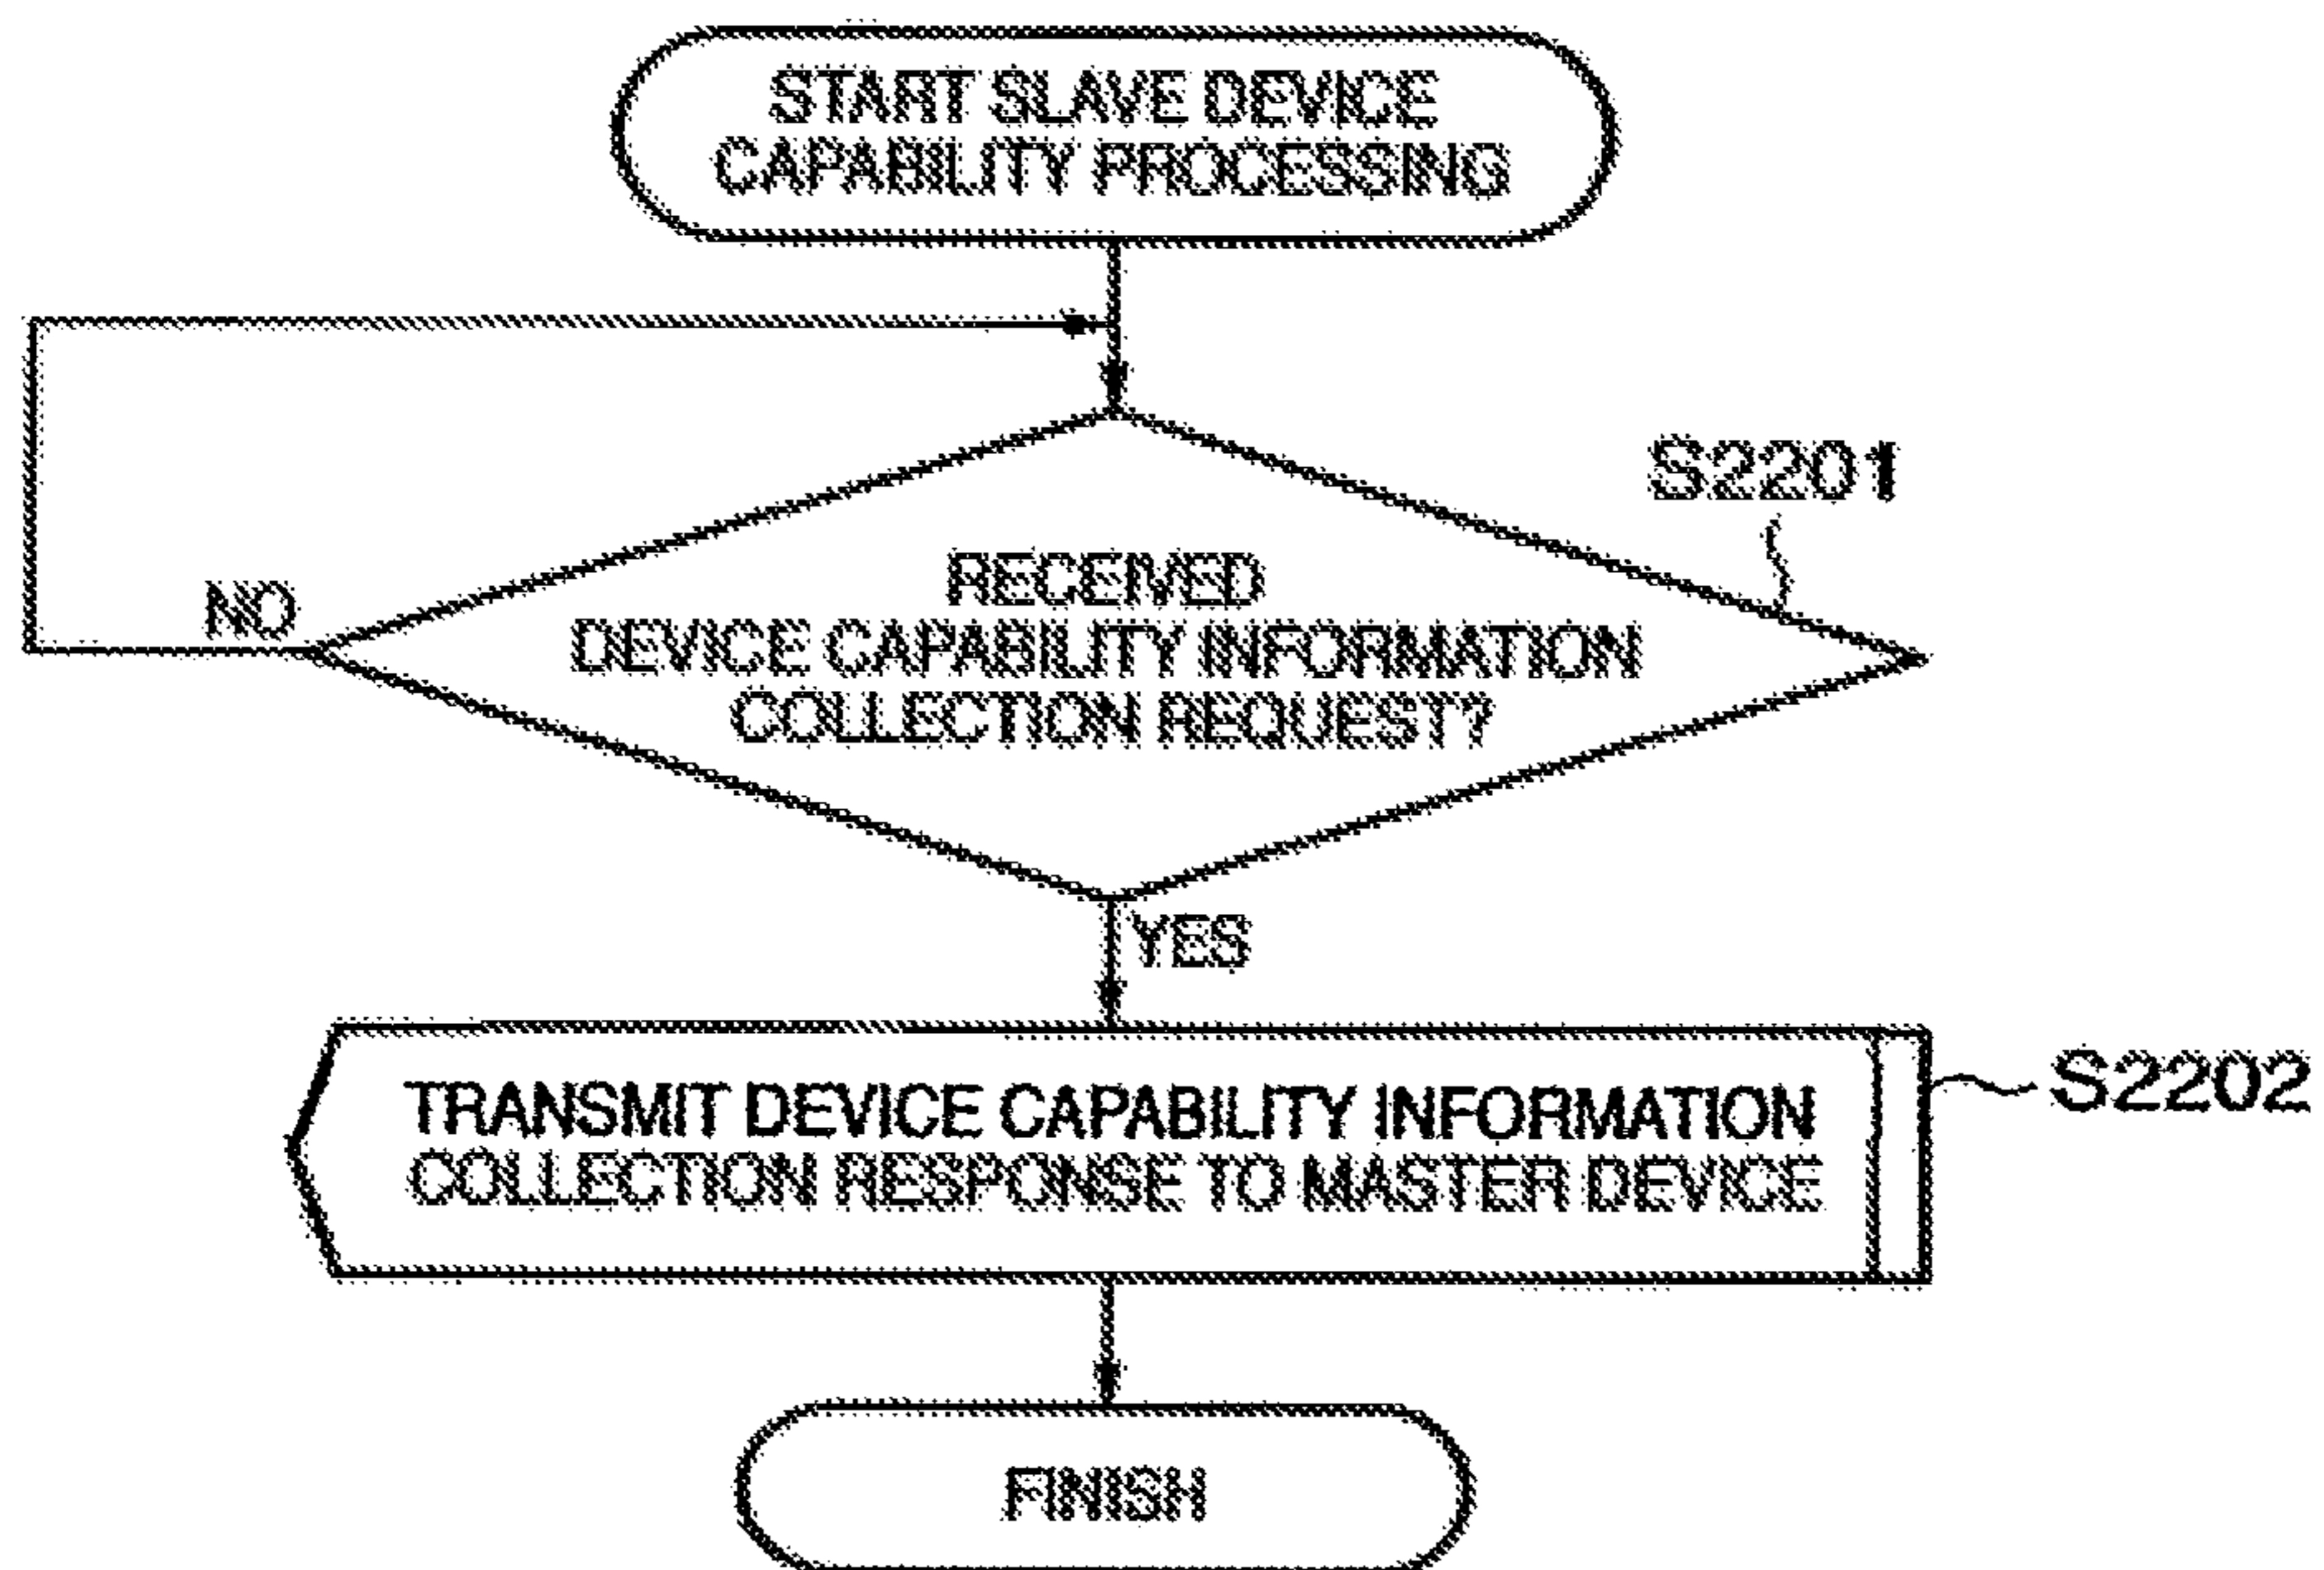 START SLAVE DEVICE
CAPABILITY PROCESSING
S2201
NO
RECEIVED
DEVICE CAPABILITY INFORMATION
COLLECTION REQUEST?
YES
TRANSMIT DEVICE CAPABILITY INFORMATION
COLLECTION RESPONSE TO MASTER DEVICE
S2202
FINISH